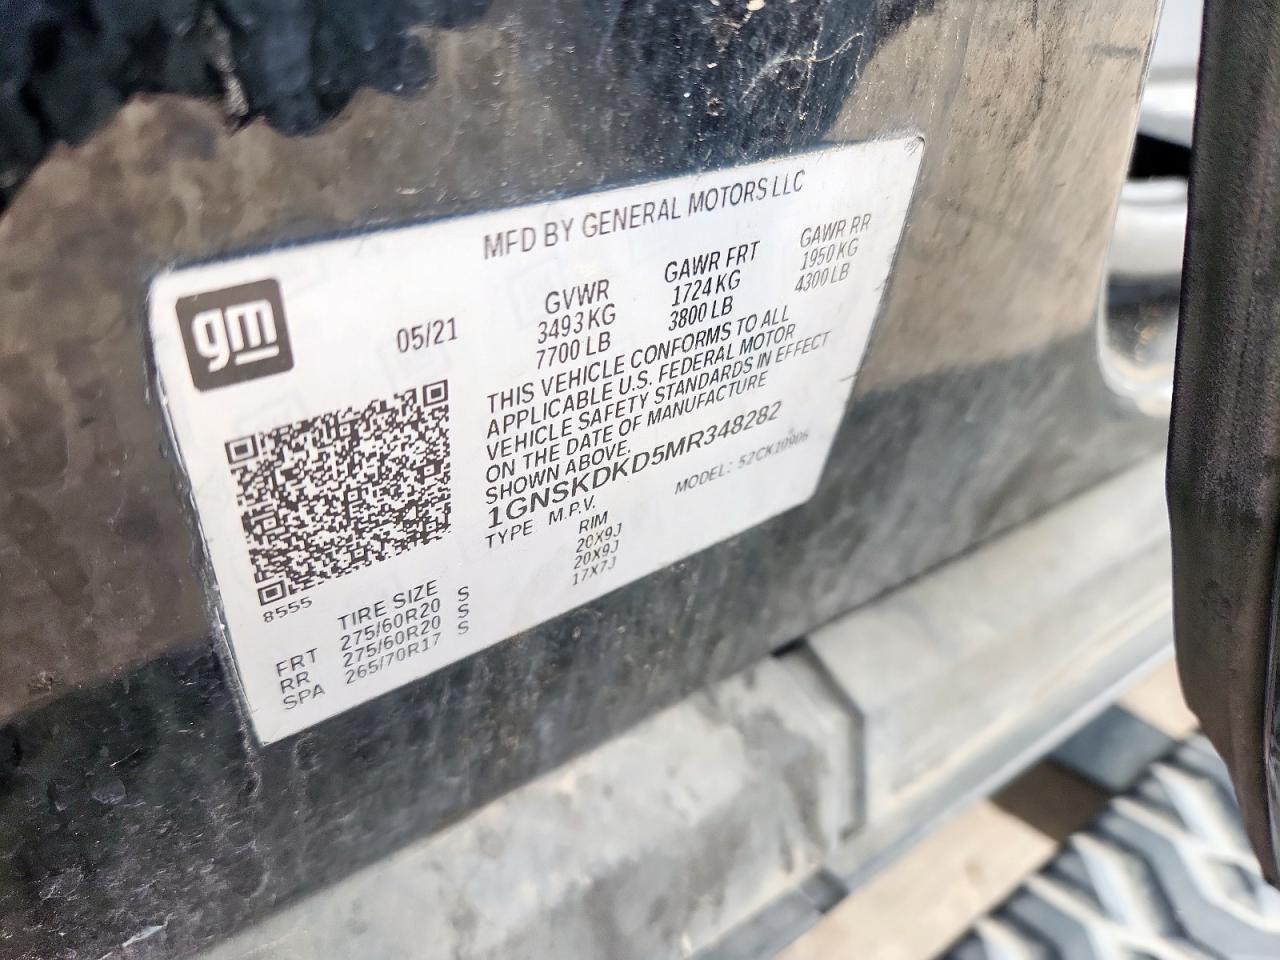 MFD BY GENERAL MOTORS LLC
gm
05/21
GVWR
3493 KG
7700 LB
GAWR FRT
1724 KG
3800 LB
GAWR RR
1950 KG
4300 LB
THIS VEHICLE CONFORMS TO ALL
APPLICABLE U.S. FEDERAL MOTOR
VEHICLE SAFETY STANDARDS IN EFFECT
ON THE DATE OF MANUFACTURE
SHOWN ABOVE.
1GNSKDKD5MR348282
TYPE M.P.V.
MODEL: 52CK10906
8555
TIRE SIZE RIM
FRT 275/60R20 S 20X9J
RR 275/60R20 S 20X9J
SPA 265/70R17 S 17X7J